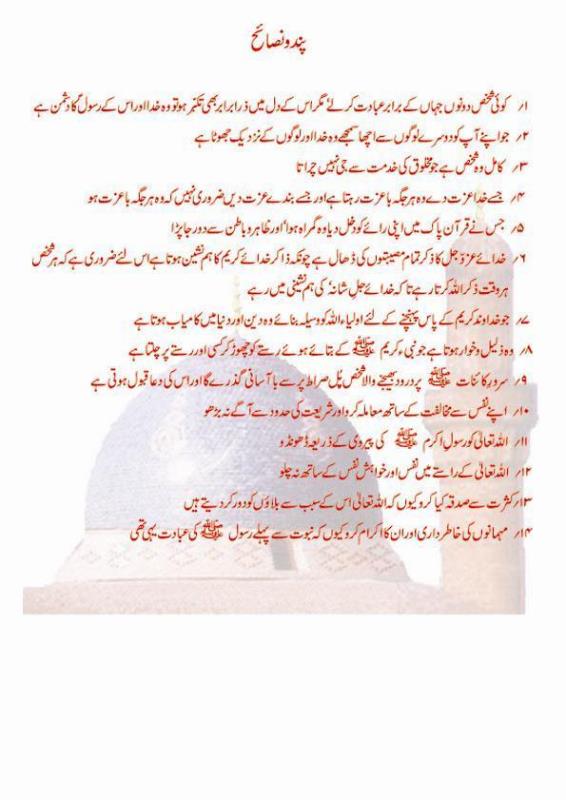 پند و نصائح
۱؍ کوئی شخص دونوں جہاں کے برابر عبادت کرلے مگر اس کے دل میں ذرا برابر بھی تکبّر ہو تو وہ خدا اور اس کے رسولؐ کا دشمن ہے
۲؍ جو اپنے آپ کو دوسرے لوگوں سے اچھا سمجھے وہ خدا اور لوگوں کے نزدیک جھوٹا ہے
۳؍ کامل وہ شخص ہے جو مخلوق کی خدمت سے جی نہیں چراتا
۴؍ جسے خدا عزت دے وہ ہر جگہ باعزت رہتا ہے اور جسے بندے عزت دیں ضروری نہیں کہ وہ ہر جگہ باعزت ہو
۵؍ جس نے قرآن پاک میں اپنی رائے کو دخل دیا وہ گمراہ ہوا اور ظاہر و باطن سے دور جا پڑا
۶؍ خدائے عزوجل کا ذکر تمام مصیبتوں کی ڈھال ہے چونکہ ذاکر خدائے کریم کا ہم نشین ہوتا ہے اس لئے ضروری ہے کہ ہر شخص
ہر وقت ذکر اللہ کرتا رہے تاکہ خدائے جل شانہٗ کی ہم نشینی میں رہے
۷؍ جو خداوند کریم کے پاس پہنچنے کے لئے اولیاء اللہ کو وسیلہ بنائے وہ دین اور دنیا میں کامیاب ہوتا ہے
۸؍ وہ ذلیل و خوار ہوتا ہے جو نبیء کریم ﷺ کے بتائے ہوئے رستے کو چھوڑ کر کسی اور رستے پر چلتا ہے
۹؍ سرور کائنات ﷺ پر درود بھیجنے والا شخص پُل صراط پر سے باآسانی گذرے گا اور اس کی دعا قبول ہوتی ہے
۱۰؍ اپنے نفس سے مخالفت کے ساتھ معاملہ کرو اور شریعت کی حدود سے آگے نہ بڑھو
۱۱؍ اللہ تعالیٰ کو رسولِ اکرم ﷺ کی پیروی کے ذریعہ ڈھونڈو
۱۲؍ اللہ تعالیٰ کے راستے میں نفس اور خواہش نفس کے ساتھ نہ چلو
۱۳؍ کثرت سے صدقہ کیا کرو کیوں کہ اللہ تعالیٰ اس کے سبب سے بلاؤں کو دور کر دیتے ہیں
۱۴؍ مہمانوں کی خاطر داری اور ان کا اکرام کرو کیوں کہ نبوت سے پہلے رسول ﷺ کی عبادت یہی تھی